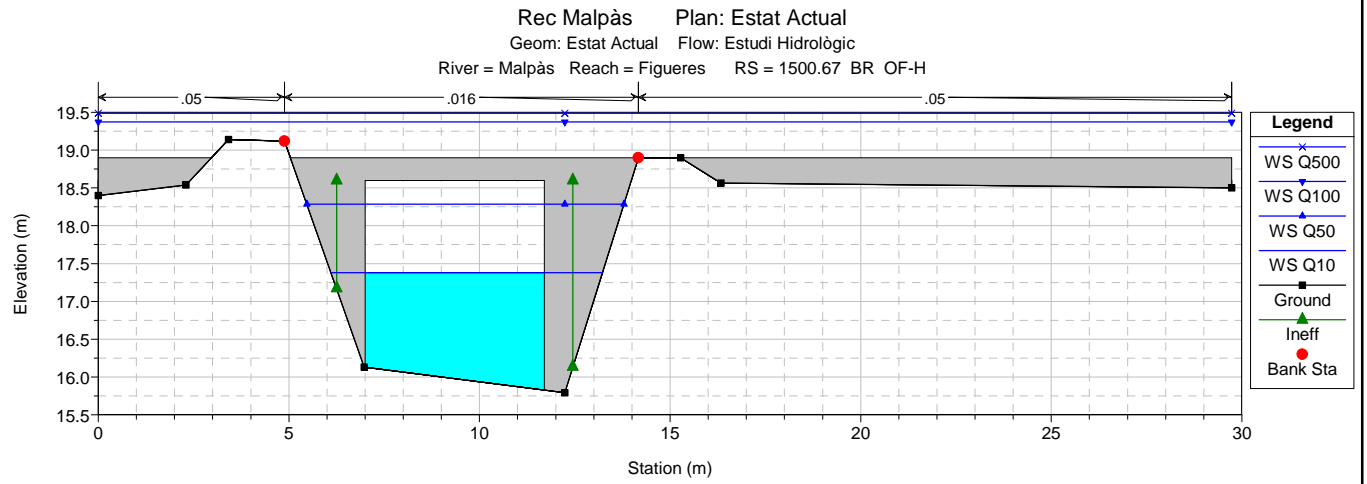 Rec Malpàs Plan: Estat Actual
Geom: Estat Actual Flow: Estudi Hidrològic
River = Malpàs Reach = Figueres RS = 1500.67 BR OF-H
.05 .016 .05
19.5
19.0
18.5
18.0
17.5
17.0
16.5
16.0
15.5
Elevation (m)
0 5 10 15 20 25 30
Station (m)
Legend
WS Q500
WS Q100
WS Q50
WS Q10
Ground
Ineff
Bank Sta